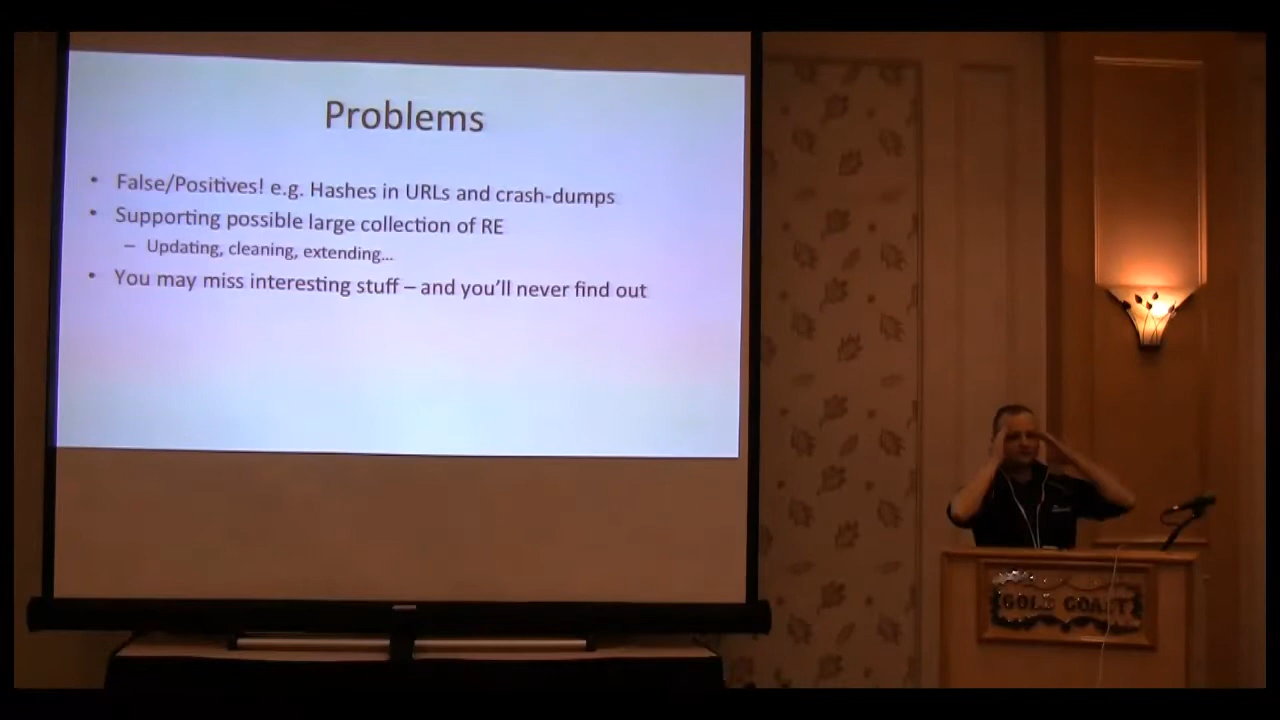 Problems
• False/Positives! e.g. Hashes in URLs and crash-dumps
• Supporting possible large collection of RE
– Updating, cleaning, extending...
• You may miss interesting stuff – and you'll never find out
GOLD COAST